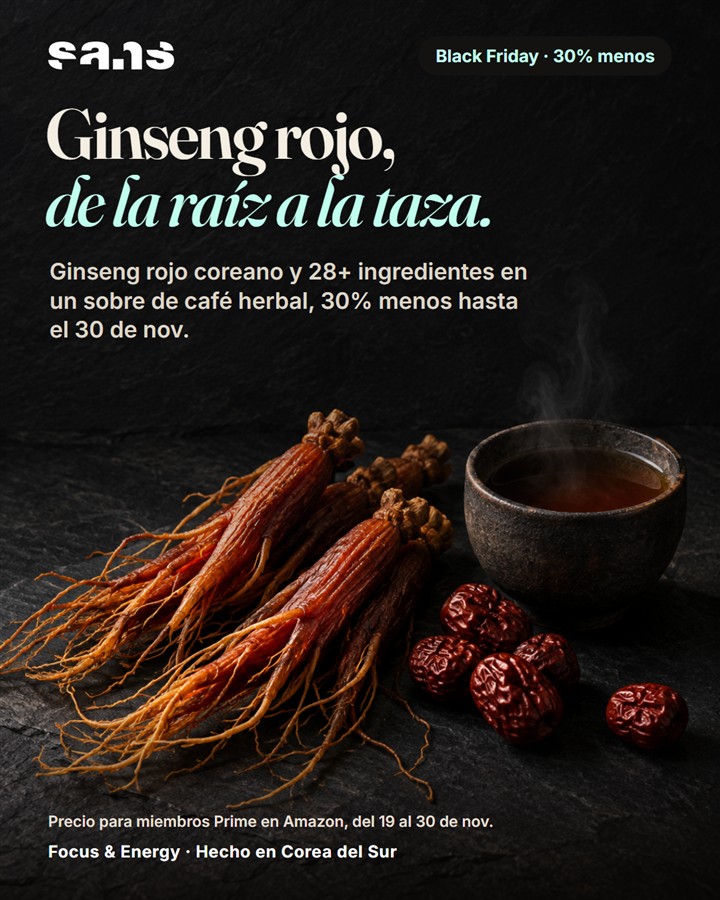 sans
Black Friday · 30% menos
Ginseng rojo,
de la raíz a la taza.
Ginseng rojo coreano y 28+ ingredientes en
un sobre de café herbal, 30% menos hasta
el 30 de nov.
Precio para miembros Prime en Amazon, del 19 al 30 de nov.
Focus & Energy · Hecho en Corea del Sur